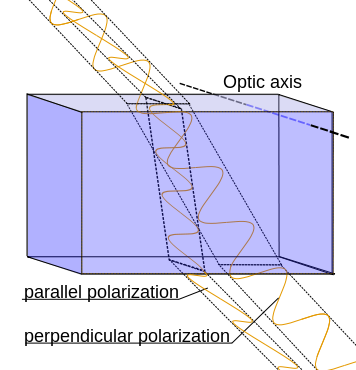 Optic axis
parallel polarization
perpendicular polarization